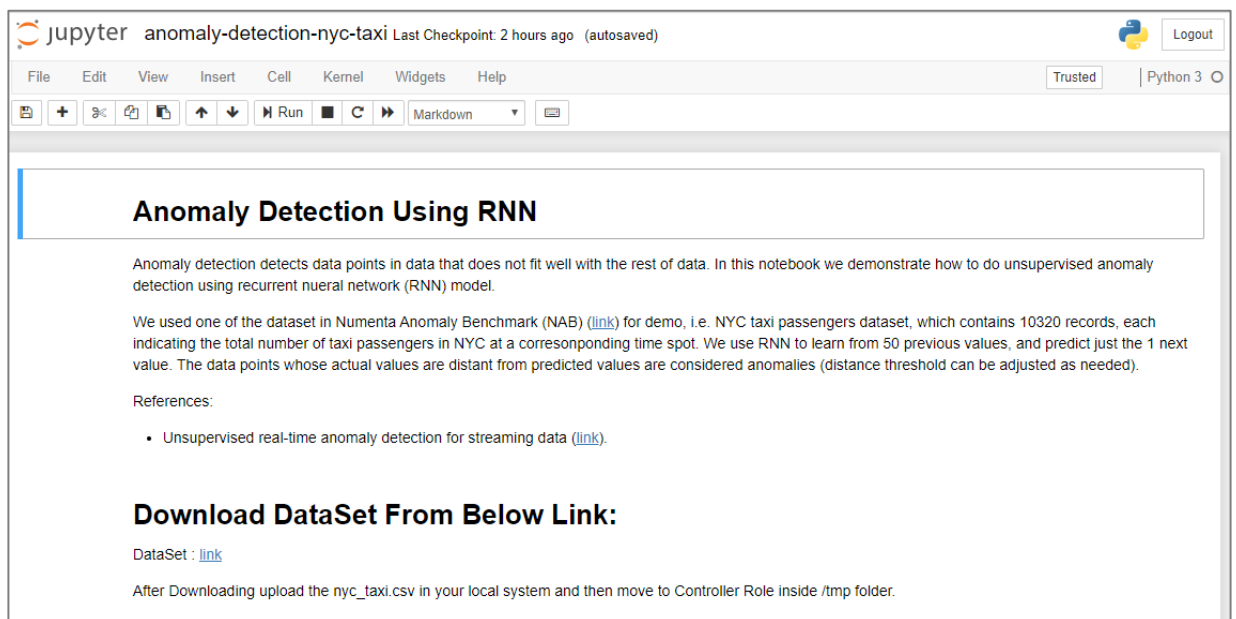 jupyter anomaly-detection-nyc-taxi Last Checkpoint: 2 hours ago (autosaved) Logout
File Edit View Insert Cell Kernel Widgets Help Trusted Python 3
Run Markdown
Anomaly Detection Using RNN
Anomaly detection detects data points in data that does not fit well with the rest of data. In this notebook we demonstrate how to do unsupervised anomaly
detection using recurrent nueral network (RNN) model.
We used one of the dataset in Numenta Anomaly Benchmark (NAB) (link) for demo, i.e. NYC taxi passengers dataset, which contains 10320 records, each
indicating the total number of taxi passengers in NYC at a corresonponding time spot. We use RNN to learn from 50 previous values, and predict just the 1 next
value. The data points whose actual values are distant from predicted values are considered anomalies (distance threshold can be adjusted as needed).
References:
• Unsupervised real-time anomaly detection for streaming data (link).
Download DataSet From Below Link:
DataSet : link
After Downloading upload the nyc_taxi.csv in your local system and then move to Controller Role inside /tmp folder.